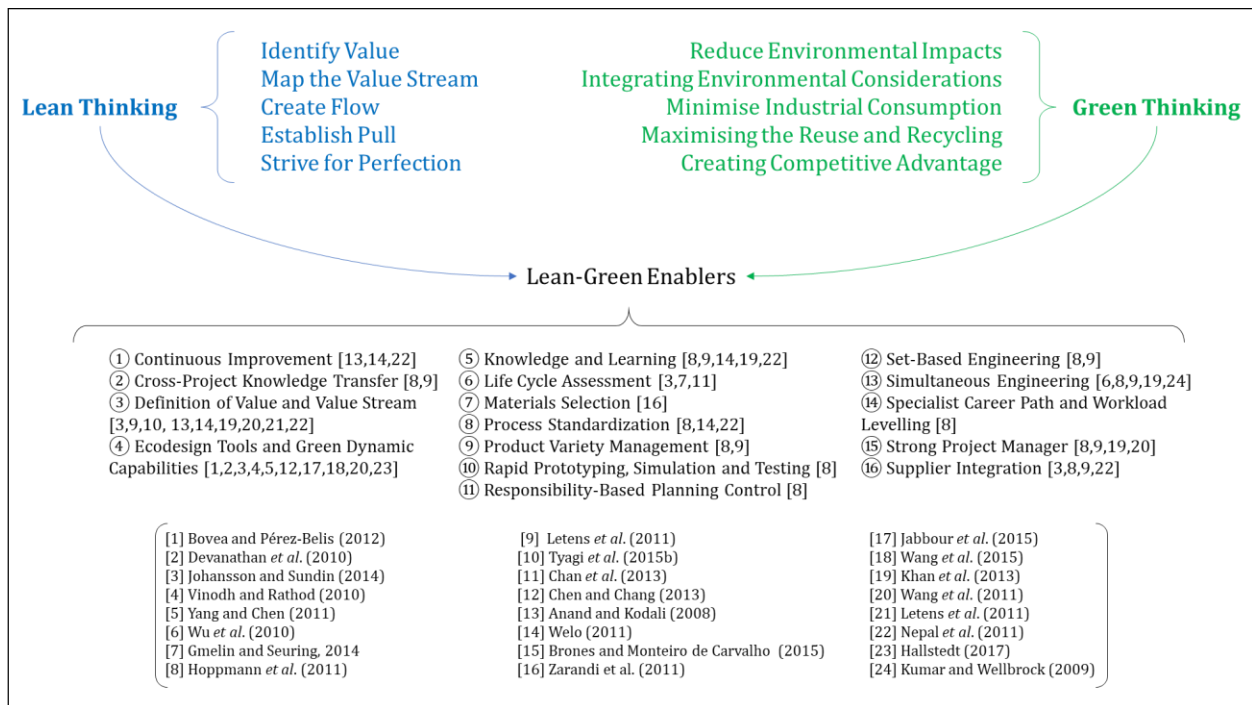 Lean Thinking
Identify Value
Map the Value Stream
Create Flow
Establish Pull
Strive for Perfection
Reduce Environmental Impacts
Integrating Environmental Considerations
Minimise Industrial Consumption
Maximising the Reuse and Recycling
Creating Competitive Advantage
Green Thinking
Lean-Green Enablers
① Continuous Improvement [13,14,22]
② Cross-Project Knowledge Transfer [8,9]
③ Definition of Value and Value Stream
[3,9,10, 13,14,19,20,21,22]
④ Ecodesign Tools and Green Dynamic
Capabilities [1,2,3,4,5,12,17,18,20,23]
⑤ Knowledge and Learning [8,9,14,19,22]
⑥ Life Cycle Assessment [3,7,11]
⑦ Materials Selection [16]
⑧ Process Standardization [8,14,22]
⑨ Product Variety Management [8,9]
⑩ Rapid Prototyping, Simulation and Testing [8]
⑪ Responsibility-Based Planning Control [8]
⑫ Set-Based Engineering [8,9]
⑬ Simultaneous Engineering [6,8,9,19,24]
⑭ Specialist Career Path and Workload
Levelling [8]
⑮ Strong Project Manager [8,9,19,20]
⑯ Supplier Integration [3,8,9,22]
[1] Bovea and Pérez-Belis (2012)
[2] Devanathan et al. (2010)
[3] Johansson and Sundin (2014)
[4] Vinodh and Rathod (2010)
[5] Yang and Chen (2011)
[6] Wu et al. (2010)
[7] Gmelin and Seuring, 2014
[8] Hoppmann et al. (2011)
[9] Letens et al. (2011)
[10] Tyagi et al. (2015b)
[11] Chan et al. (2013)
[12] Chen and Chang (2013)
[13] Anand and Kodali (2008)
[14] Welo (2011)
[15] Brones and Monteiro de Carvalho (2015)
[16] Zarandi et al. (2011)
[17] Jabbour et al. (2015)
[18] Wang et al. (2015)
[19] Khan et al. (2013)
[20] Wang et al. (2011)
[21] Letens et al. (2011)
[22] Nepal et al. (2011)
[23] Hallstedt (2017)
[24] Kumar and Wellbrock (2009)